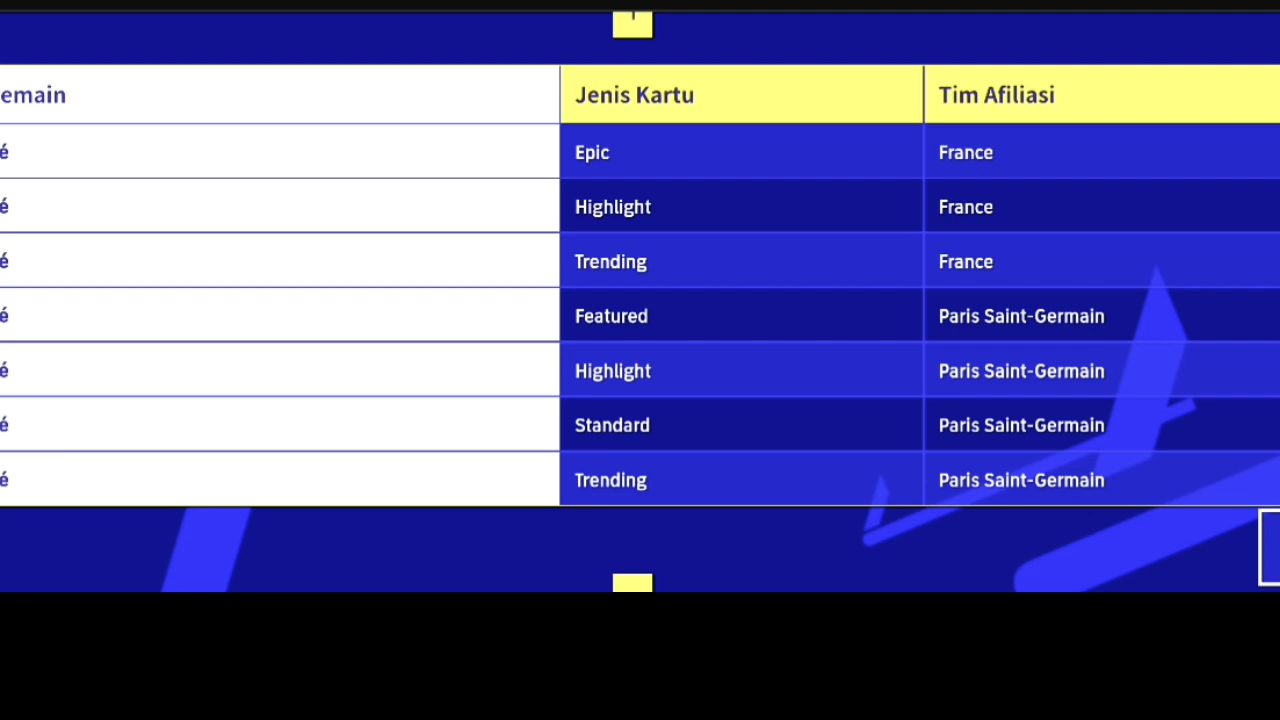 emain Jenis Kartu Tim Afiliasi
é Epic France
é Highlight France
é Trending France
é Featured Paris Saint-Germain
é Highlight Paris Saint-Germain
é Standard Paris Saint-Germain
é Trending Paris Saint-Germain